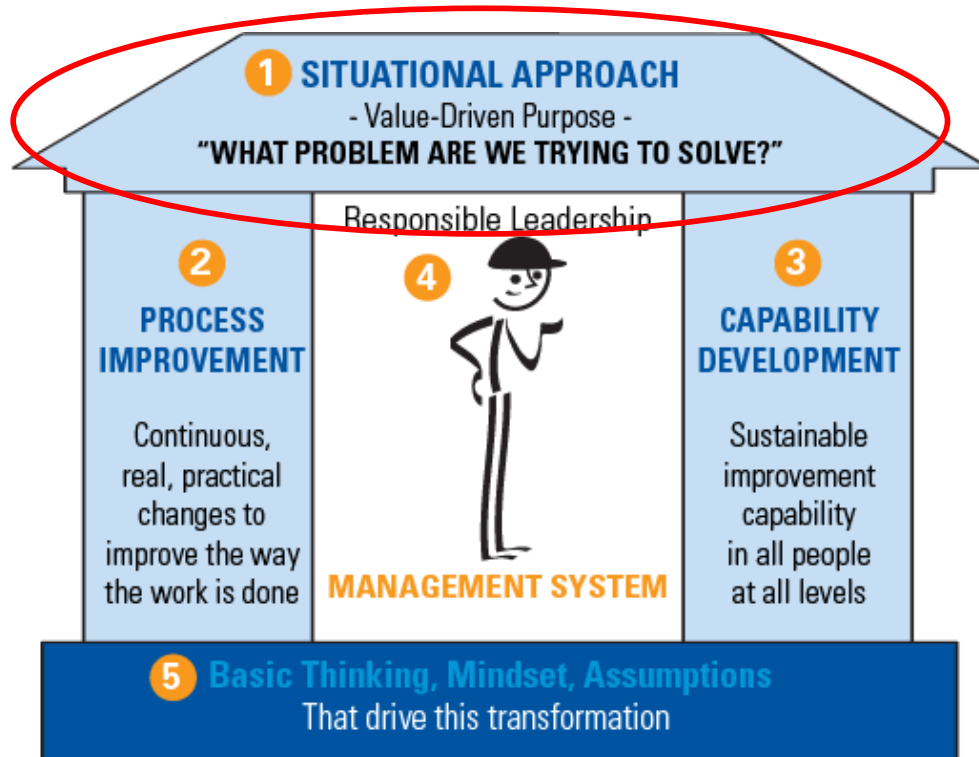 1 SITUATIONAL APPROACH
- Value-Driven Purpose -
“WHAT PROBLEM ARE WE TRYING TO SOLVE?”
2
PROCESS
IMPROVEMENT
Continuous,
real, practical
changes to
improve the way
the work is done
Responsible Leadership
4
MANAGEMENT SYSTEM
3
CAPABILITY
DEVELOPMENT
Sustainable
improvement
capability
in all people
at all levels
5 Basic Thinking, Mindset, Assumptions
That drive this transformation